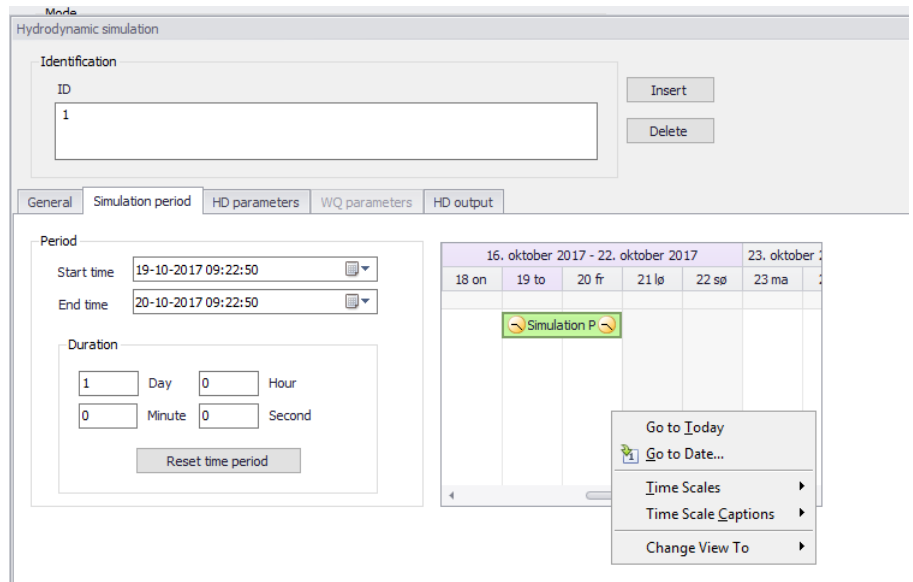 Mode
Hydrodynamic simulation
Identification
ID
1
Insert
Delete
General Simulation period HD parameters WQ parameters HD output
Period
Start time 19-10-2017 09:22:50
End time 20-10-2017 09:22:50
Duration
1 Day 0 Hour
0 Minute 0 Second
Reset time period
16. oktober 2017 - 22. oktober 2017 23. oktober
18 on 19 to 20 fr 21 lø 22 sø 23 ma
Simulation P
Go to Today
1 Go to Date...
Time Scales
Time Scale Captions
Change View To